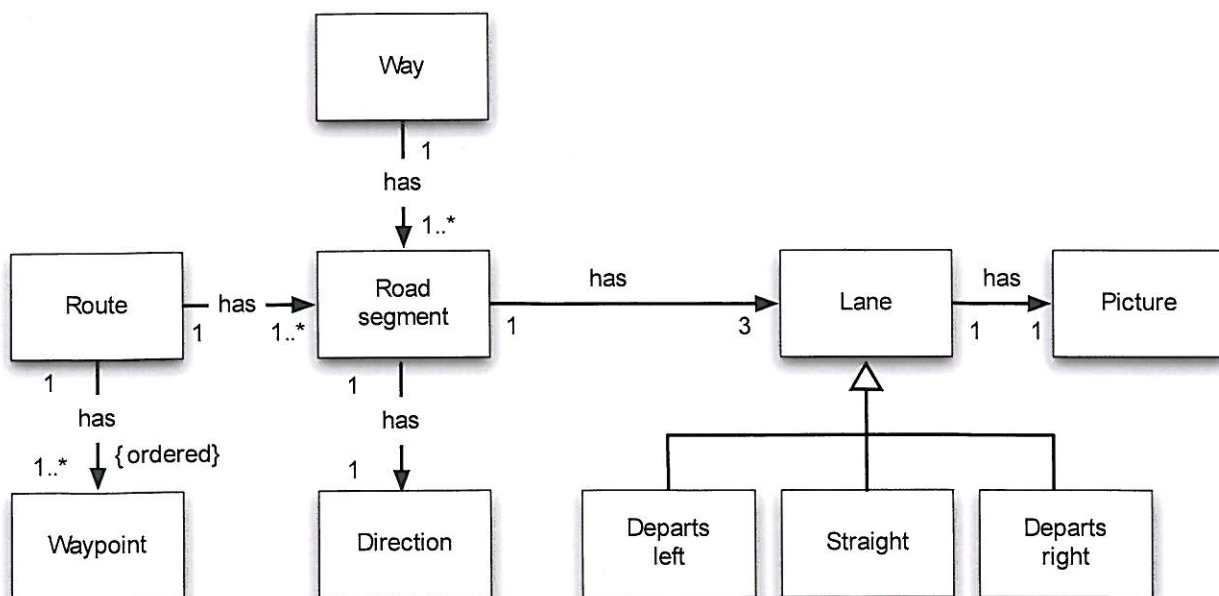 Way
1
has
1..*
Route
1
has
1..*
Road
segment
1
has
3
Lane
1
has
1
Picture
1
has
1..*
{ordered}
Waypoint
1
has
1
Direction
Departs
left
Straight
Departs
right